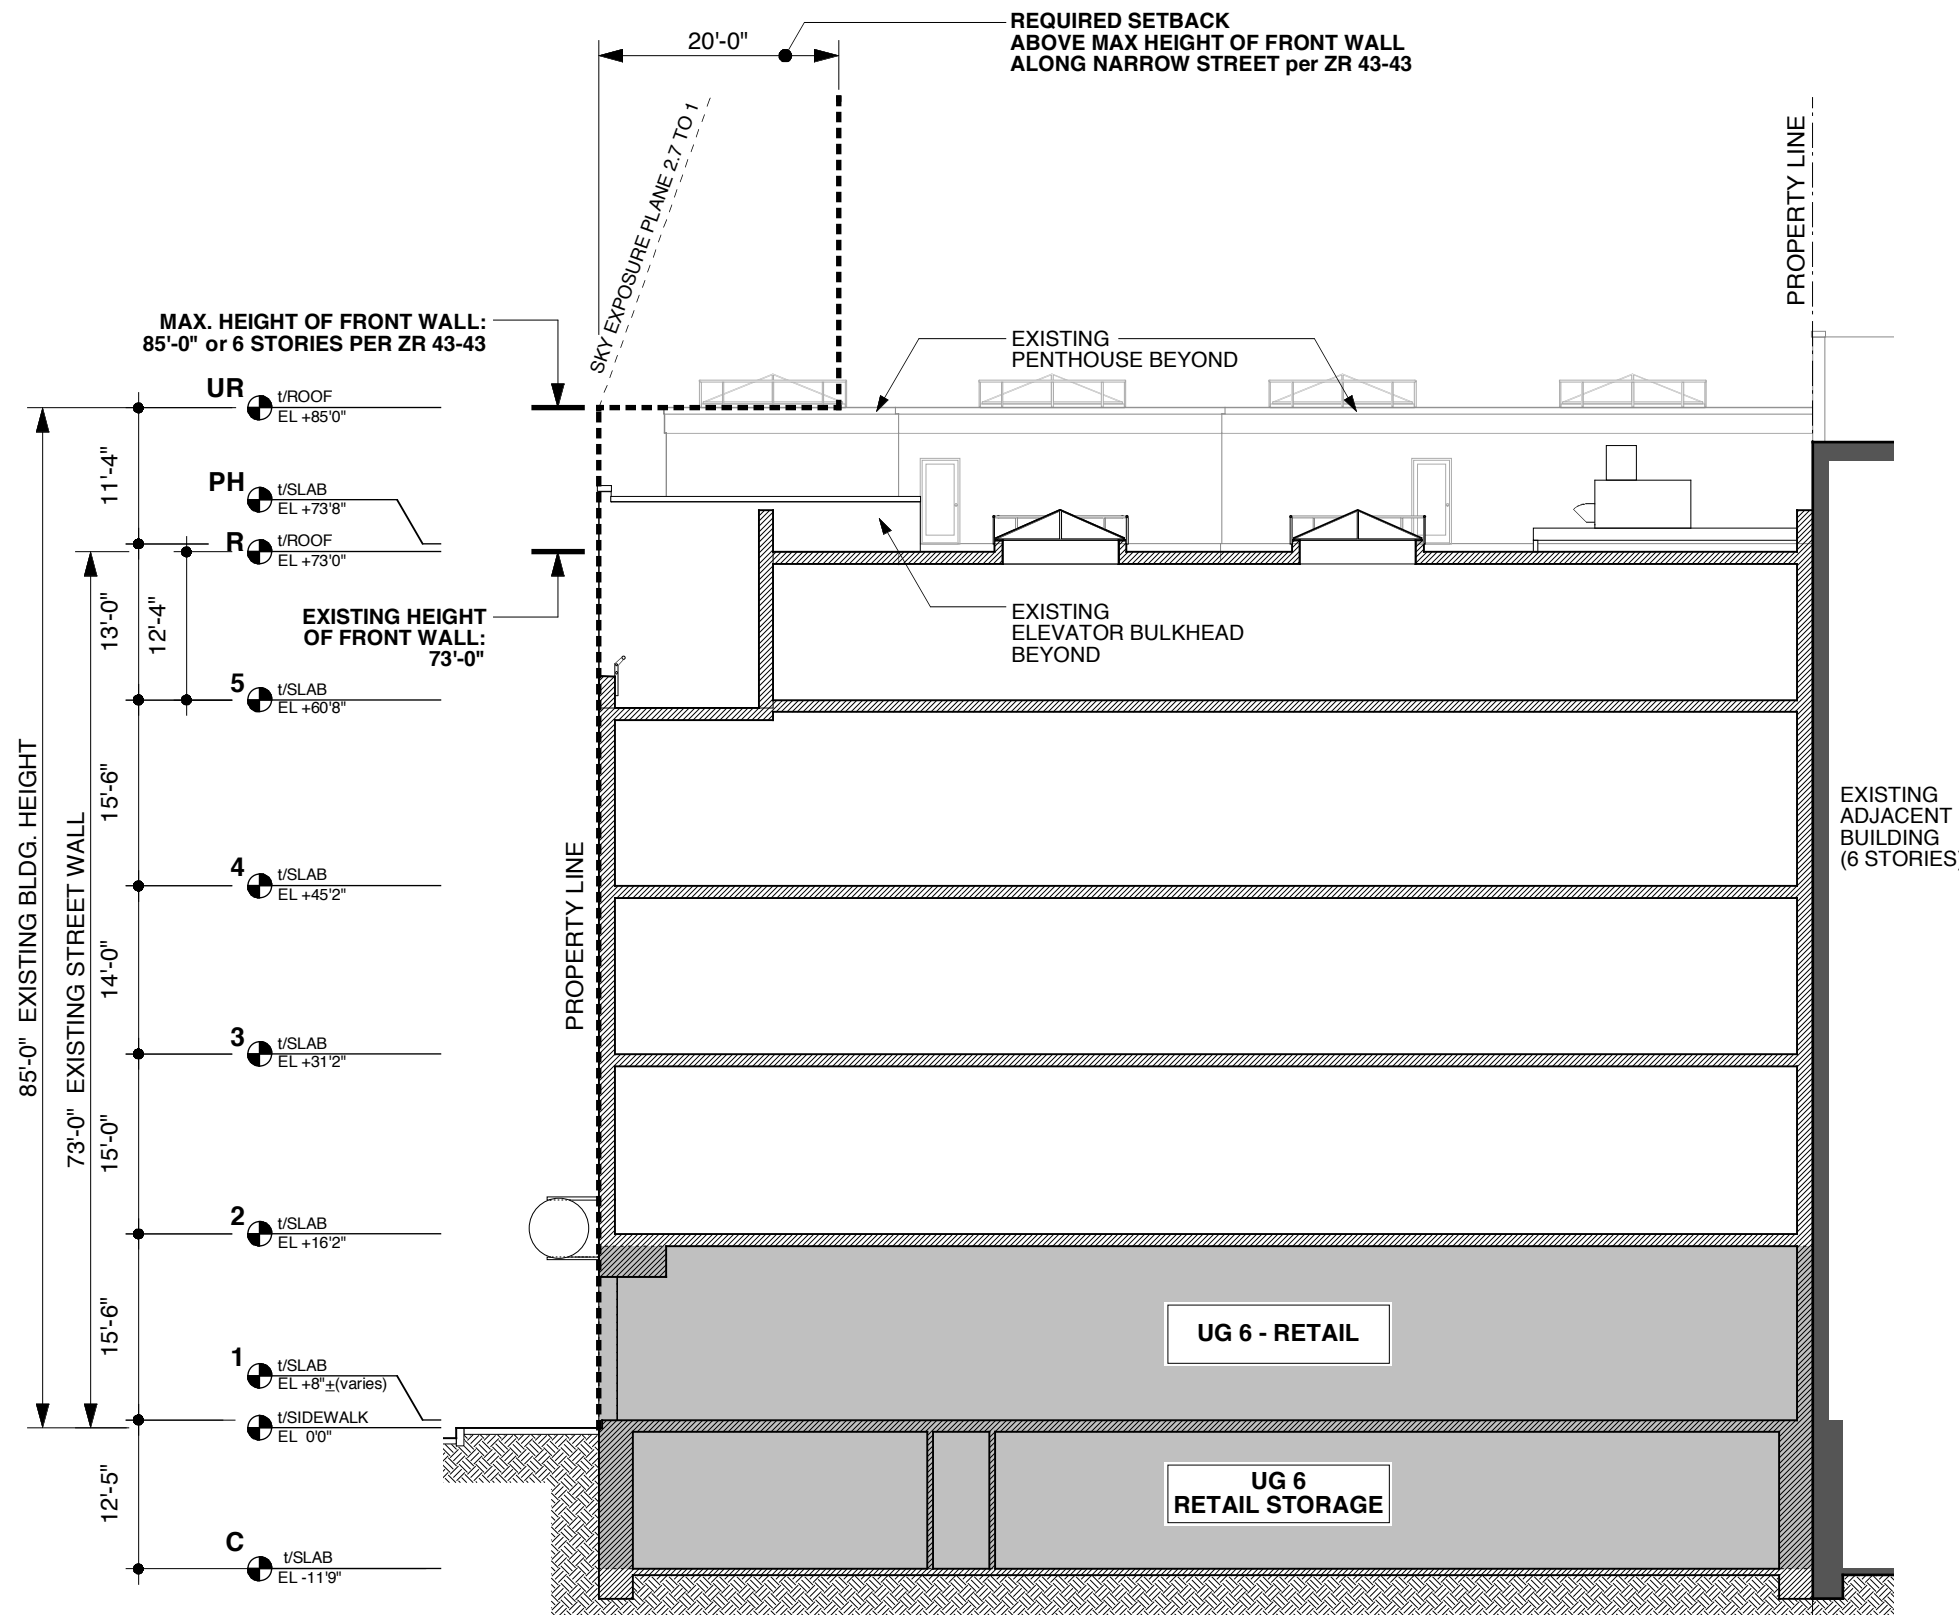 20'-0"
REQUIRED SETBACK
ABOVE MAX HEIGHT OF FRONT WALL
ALONG NARROW STREET per ZR 43-43
SKY EXPOSURE PLANE 2.7 TO 1
PROPERTY LINE
MAX. HEIGHT OF FRONT WALL:
85'-0" or 6 STORIES PER ZR 43-43
EXISTING
PENTHOUSE BEYOND
UR
t/ROOF
EL +85'0"
11'-4"
PH
t/SLAB
EL +73'8"
R
t/ROOF
EL +73'0"
13'-0"
12'-4"
EXISTING HEIGHT
OF FRONT WALL:
73'-0"
EXISTING
ELEVATOR BULKHEAD
BEYOND
5
t/SLAB
EL +60'8"
85'-0" EXISTING BLDG. HEIGHT
73'-0" EXISTING STREET WALL
15'-6"
EXISTING
ADJACENT
BUILDING
(6 STORIES)
4
t/SLAB
EL +45'2"
PROPERTY LINE
14'-0"
3
t/SLAB
EL +31'2"
15'-0"
2
t/SLAB
EL +16'2"
15'-6"
UG 6 - RETAIL
1
t/SLAB
EL +8"±(varies)
t/SIDEWALK
EL 0'0"
12'-5"
UG 6
RETAIL STORAGE
C
t/SLAB
EL -11'9"